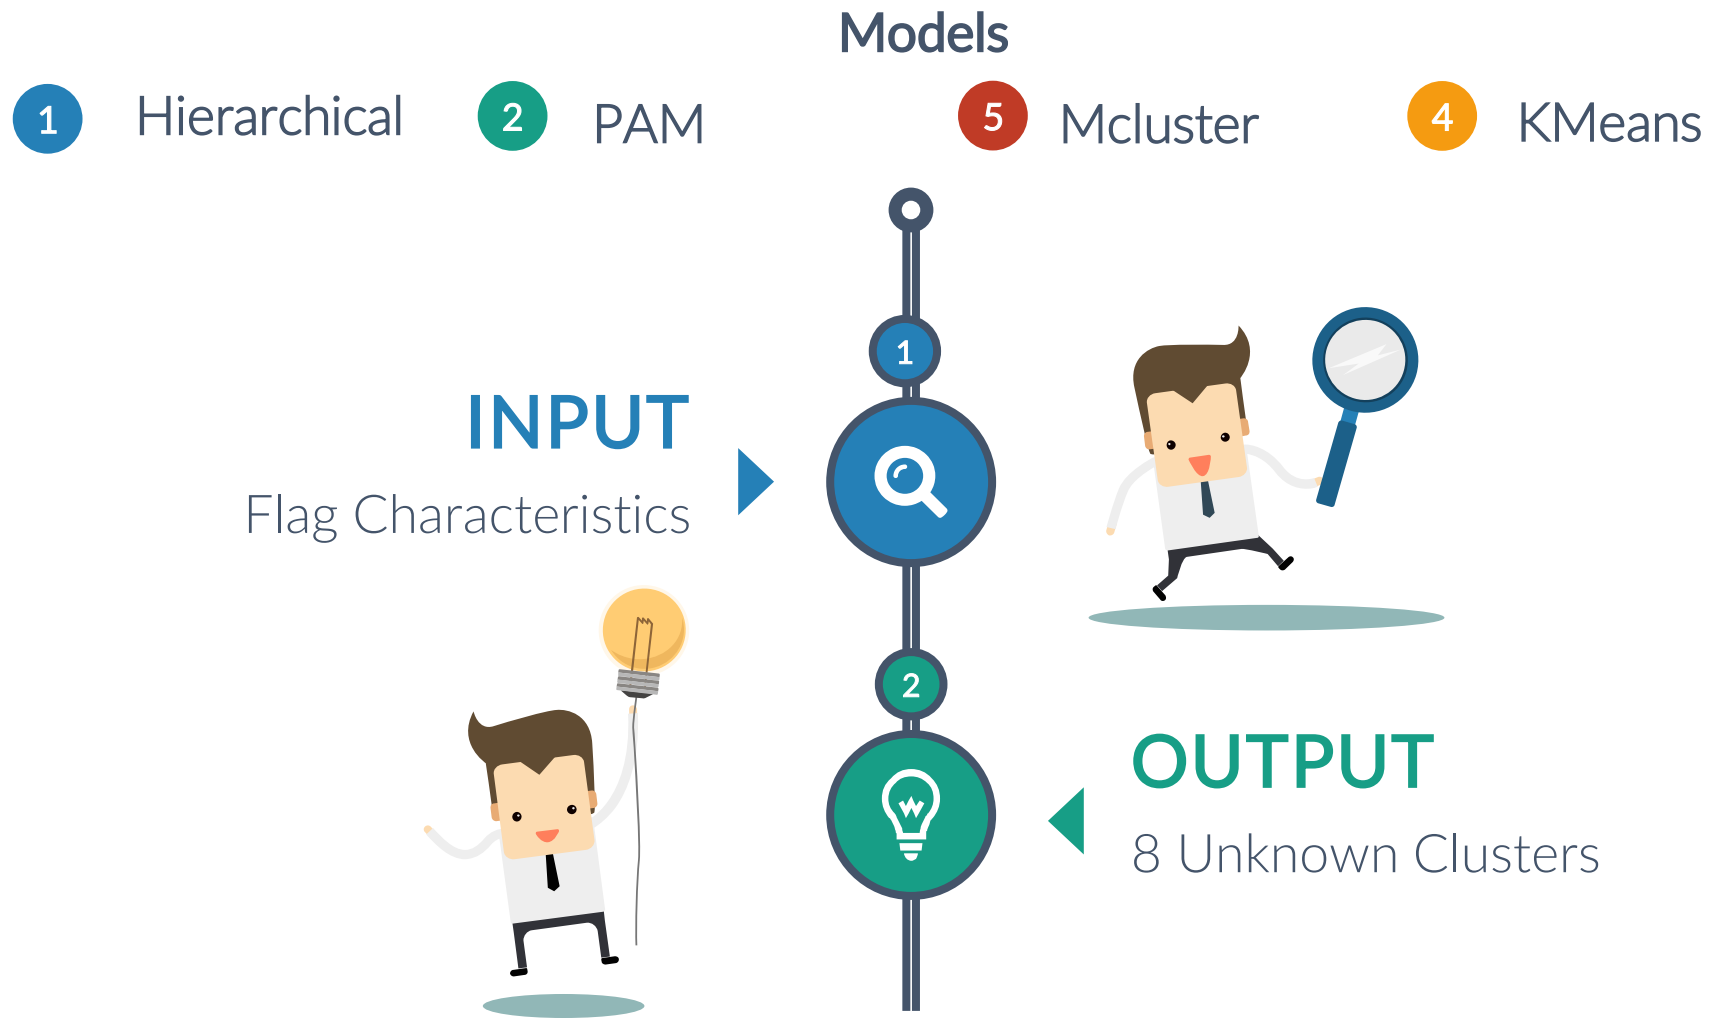 Models
1 Hierarchical
2 PAM
5 Mcluster
4 KMeans
1
INPUT
Flag Characteristics
2
OUTPUT
8 Unknown Clusters